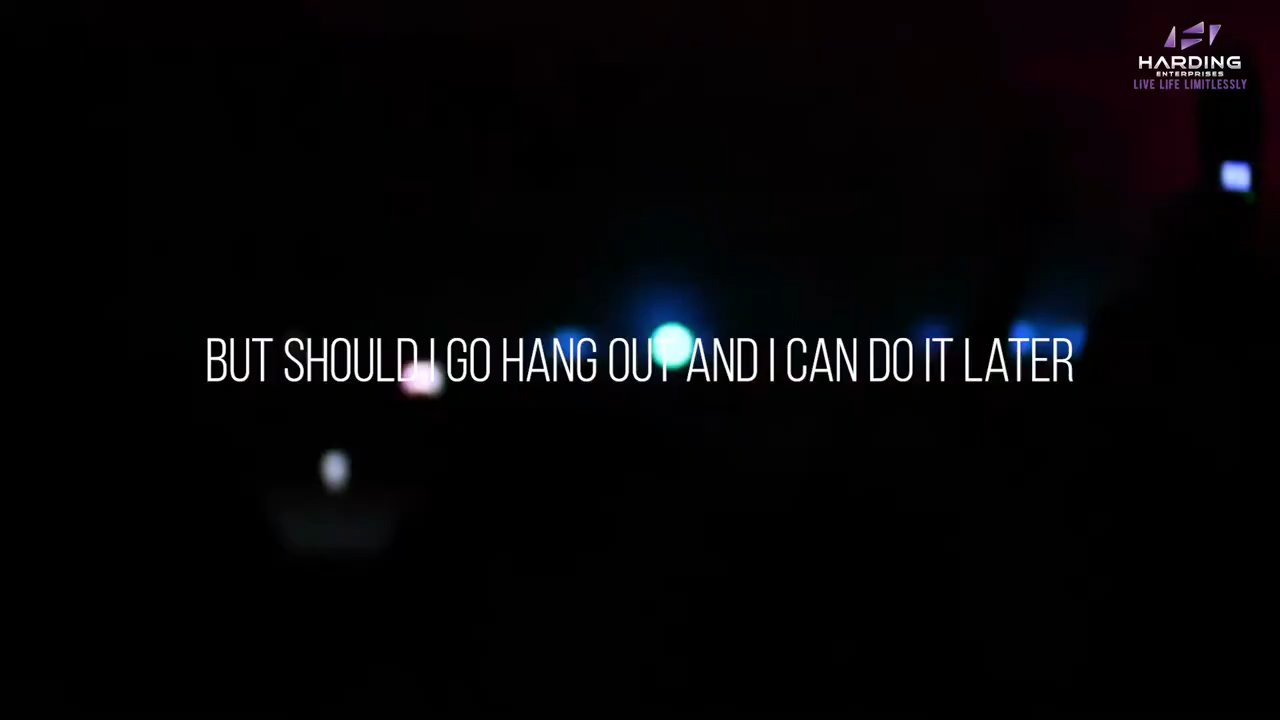 HARDING
ENTERPRISES
LIVE LIFE LIMITLESSLY
BUT SHOULD I GO HANG OUT AND I CAN DO IT LATER